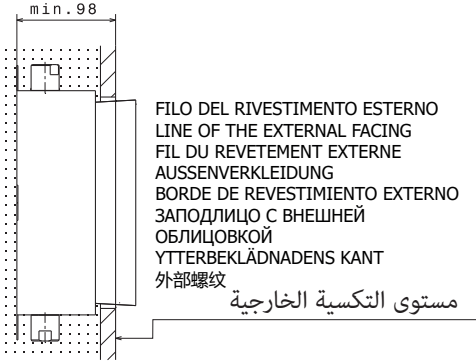 min.98
FILO DEL RIVESTIMENTO ESTERNO
LINE OF THE EXTERNAL FACING
FIL DU REVETEMENT EXTERNE
AUSSENVERKLEIDUNG
BORDE DE REVESTIMIENTO EXTERNO
ЗАПОДЛИЦО С ВНЕШНЕЙ
ОБЛИЦОВКОЙ
YTTERBEKLÄDNADENS KANT
外部螺纹
مستوى التكسية الخارجية